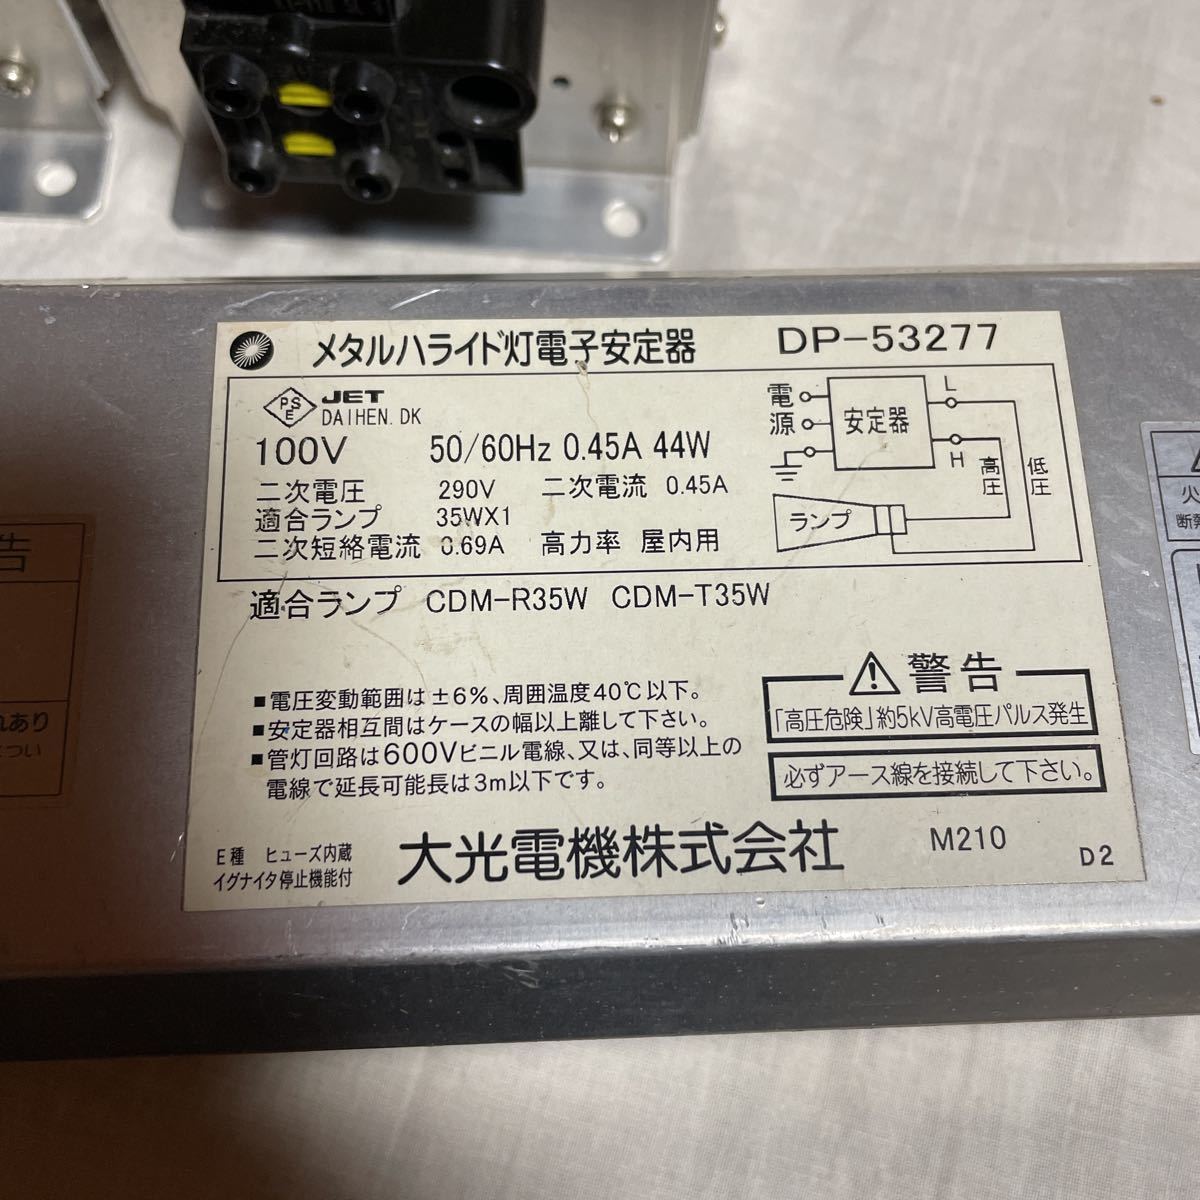 メタルハライド灯電子安定器 DP-53277
PSE JET
DAIHEN. DK
100V 50/60Hz 0.45A 44W
二次電圧 290V 二次電流 0.45A
適合ランプ 35WX1
二次短絡電流 0.69A 高力率 屋内用
電源
安定器
L
H
高圧
低圧
ランプ
適合ランプ CDM-R35W CDM-T35W
■電圧変動範囲は±6%、周囲温度40℃以下。
■安定器相互間はケースの幅以上離して下さい。
■管灯回路は600Vビニル電線、又は、同等以上の
電線で延長可能長は3m以下です。
⚠警告
「高圧危険」約5kV高電圧パルス発生
必ずアース線を接続して下さい。
E種 ヒューズ内蔵
イグナイタ停止機能付
大光電機株式会社 M210 D2
告
れあり
つい
火
断熱